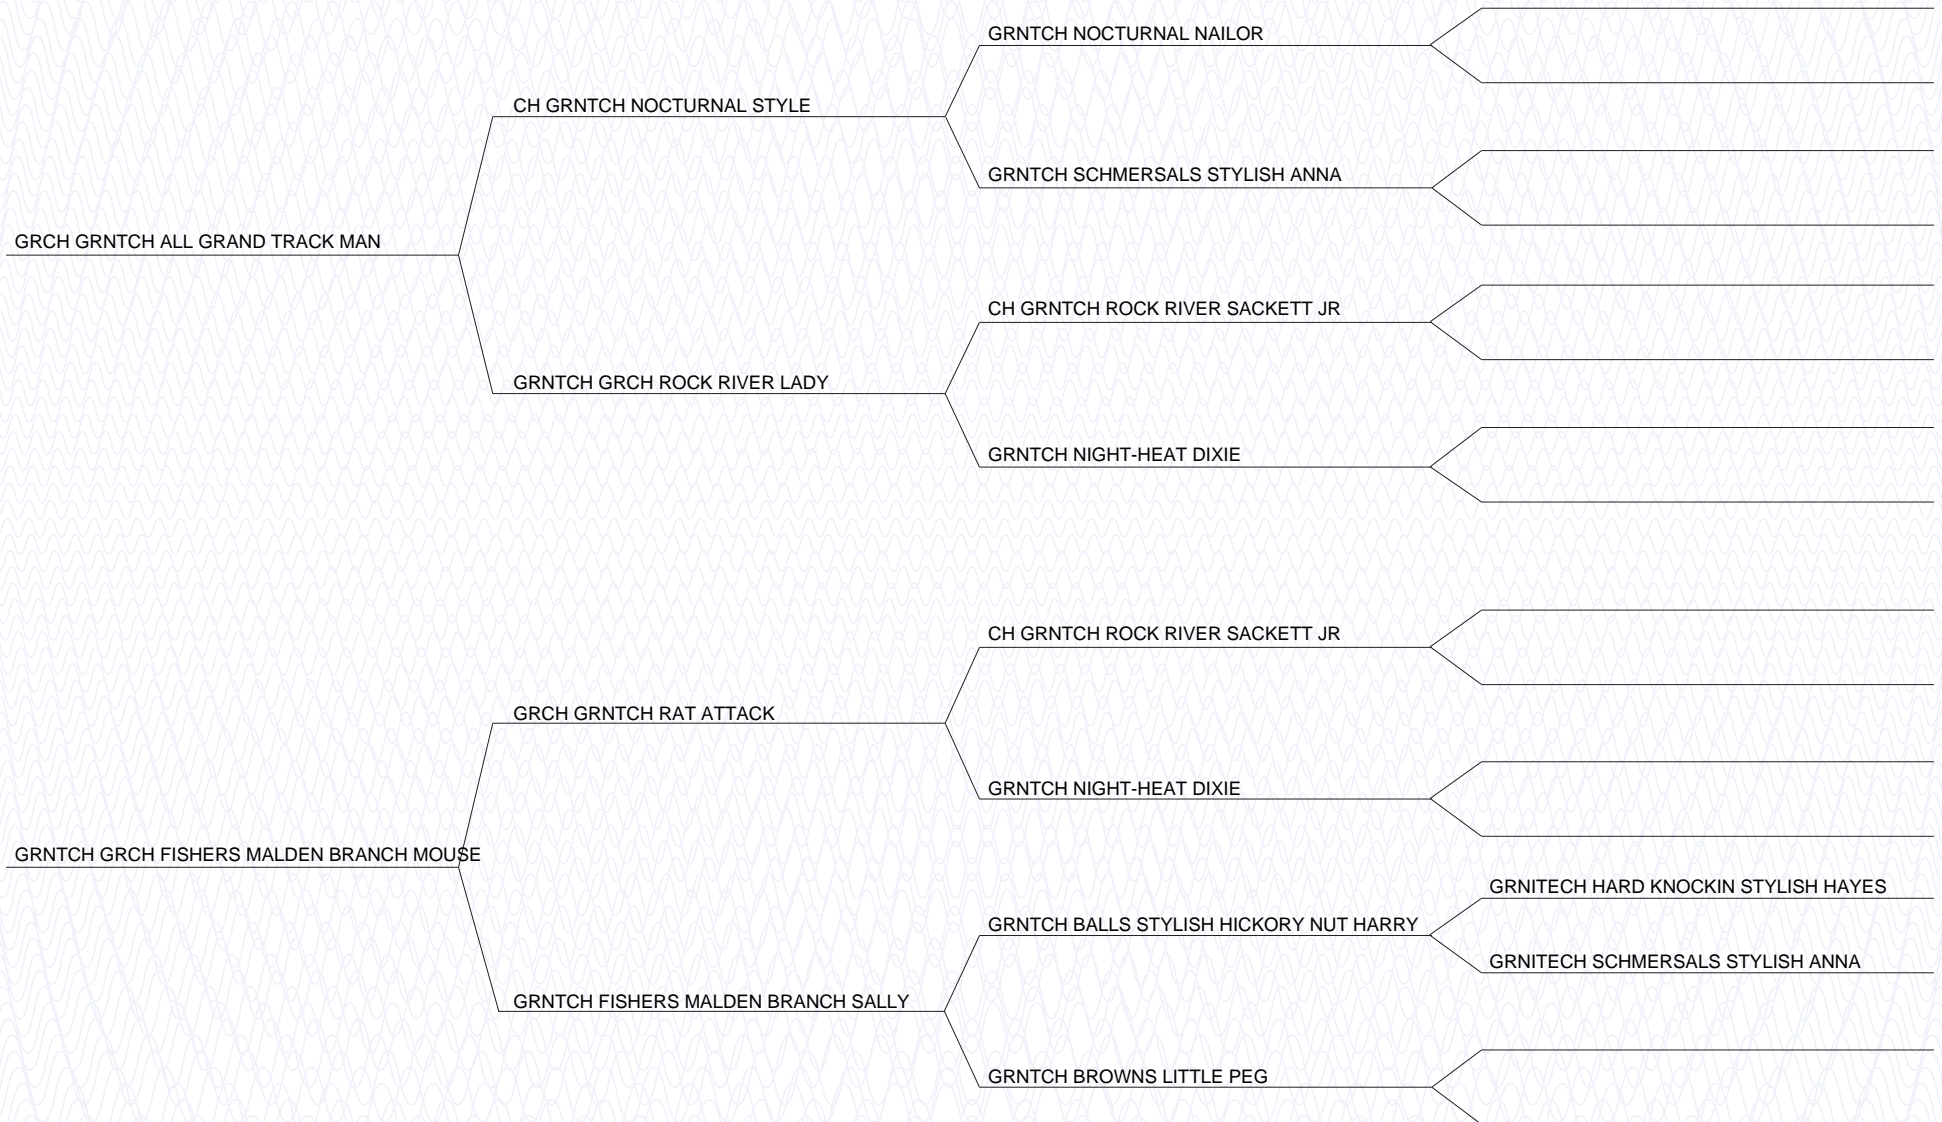 GRNTCH NOCTURNAL NAILOR
CH GRNTCH NOCTURNAL STYLE
GRNTCH SCHMERSALS STYLISH ANNA
GRCH GRNTCH ALL GRAND TRACK MAN
CH GRNTCH ROCK RIVER SACKETT JR
GRNTCH GRCH ROCK RIVER LADY
GRNTCH NIGHT-HEAT DIXIE
CH GRNTCH ROCK RIVER SACKETT JR
GRCH GRNTCH RAT ATTACK
GRNTCH NIGHT-HEAT DIXIE
GRNTCH GRCH FISHERS MALDEN BRANCH MOUSE
GRNITECH HARD KNOCKIN STYLISH HAYES
GRNTCH BALLS STYLISH HICKORY NUT HARRY
GRNITECH SCHMERSALS STYLISH ANNA
GRNTCH FISHERS MALDEN BRANCH SALLY
GRNTCH BROWNS LITTLE PEG